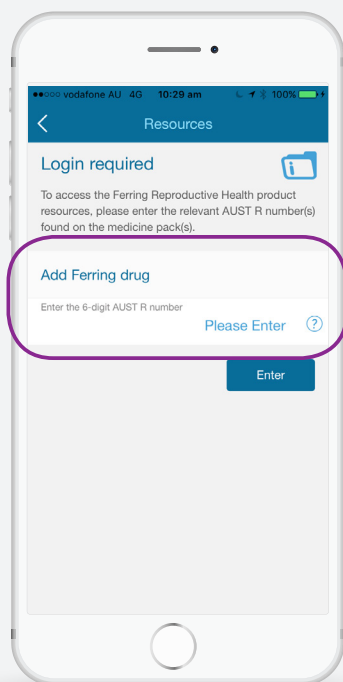 vodafone AU 4G 10:29 am 100%
Resources
Login required
To access the Ferring Reproductive Health product
resources, please enter the relevant AUST R number(s)
found on the medicine pack(s).
Add Ferring drug
Enter the 6-digit AUST R number
Please Enter ?
Enter